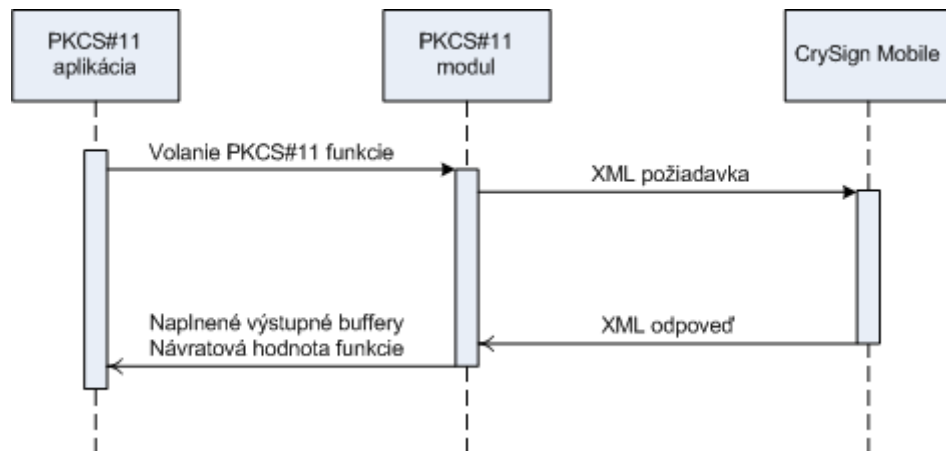 PKCS#11
aplikácia
PKCS#11
modul
CrySign Mobile
Volanie PKCS#11 funkcie
XML požiadavka
Naplnené výstupné buffery
Návratová hodnota funkcie
XML odpoveď